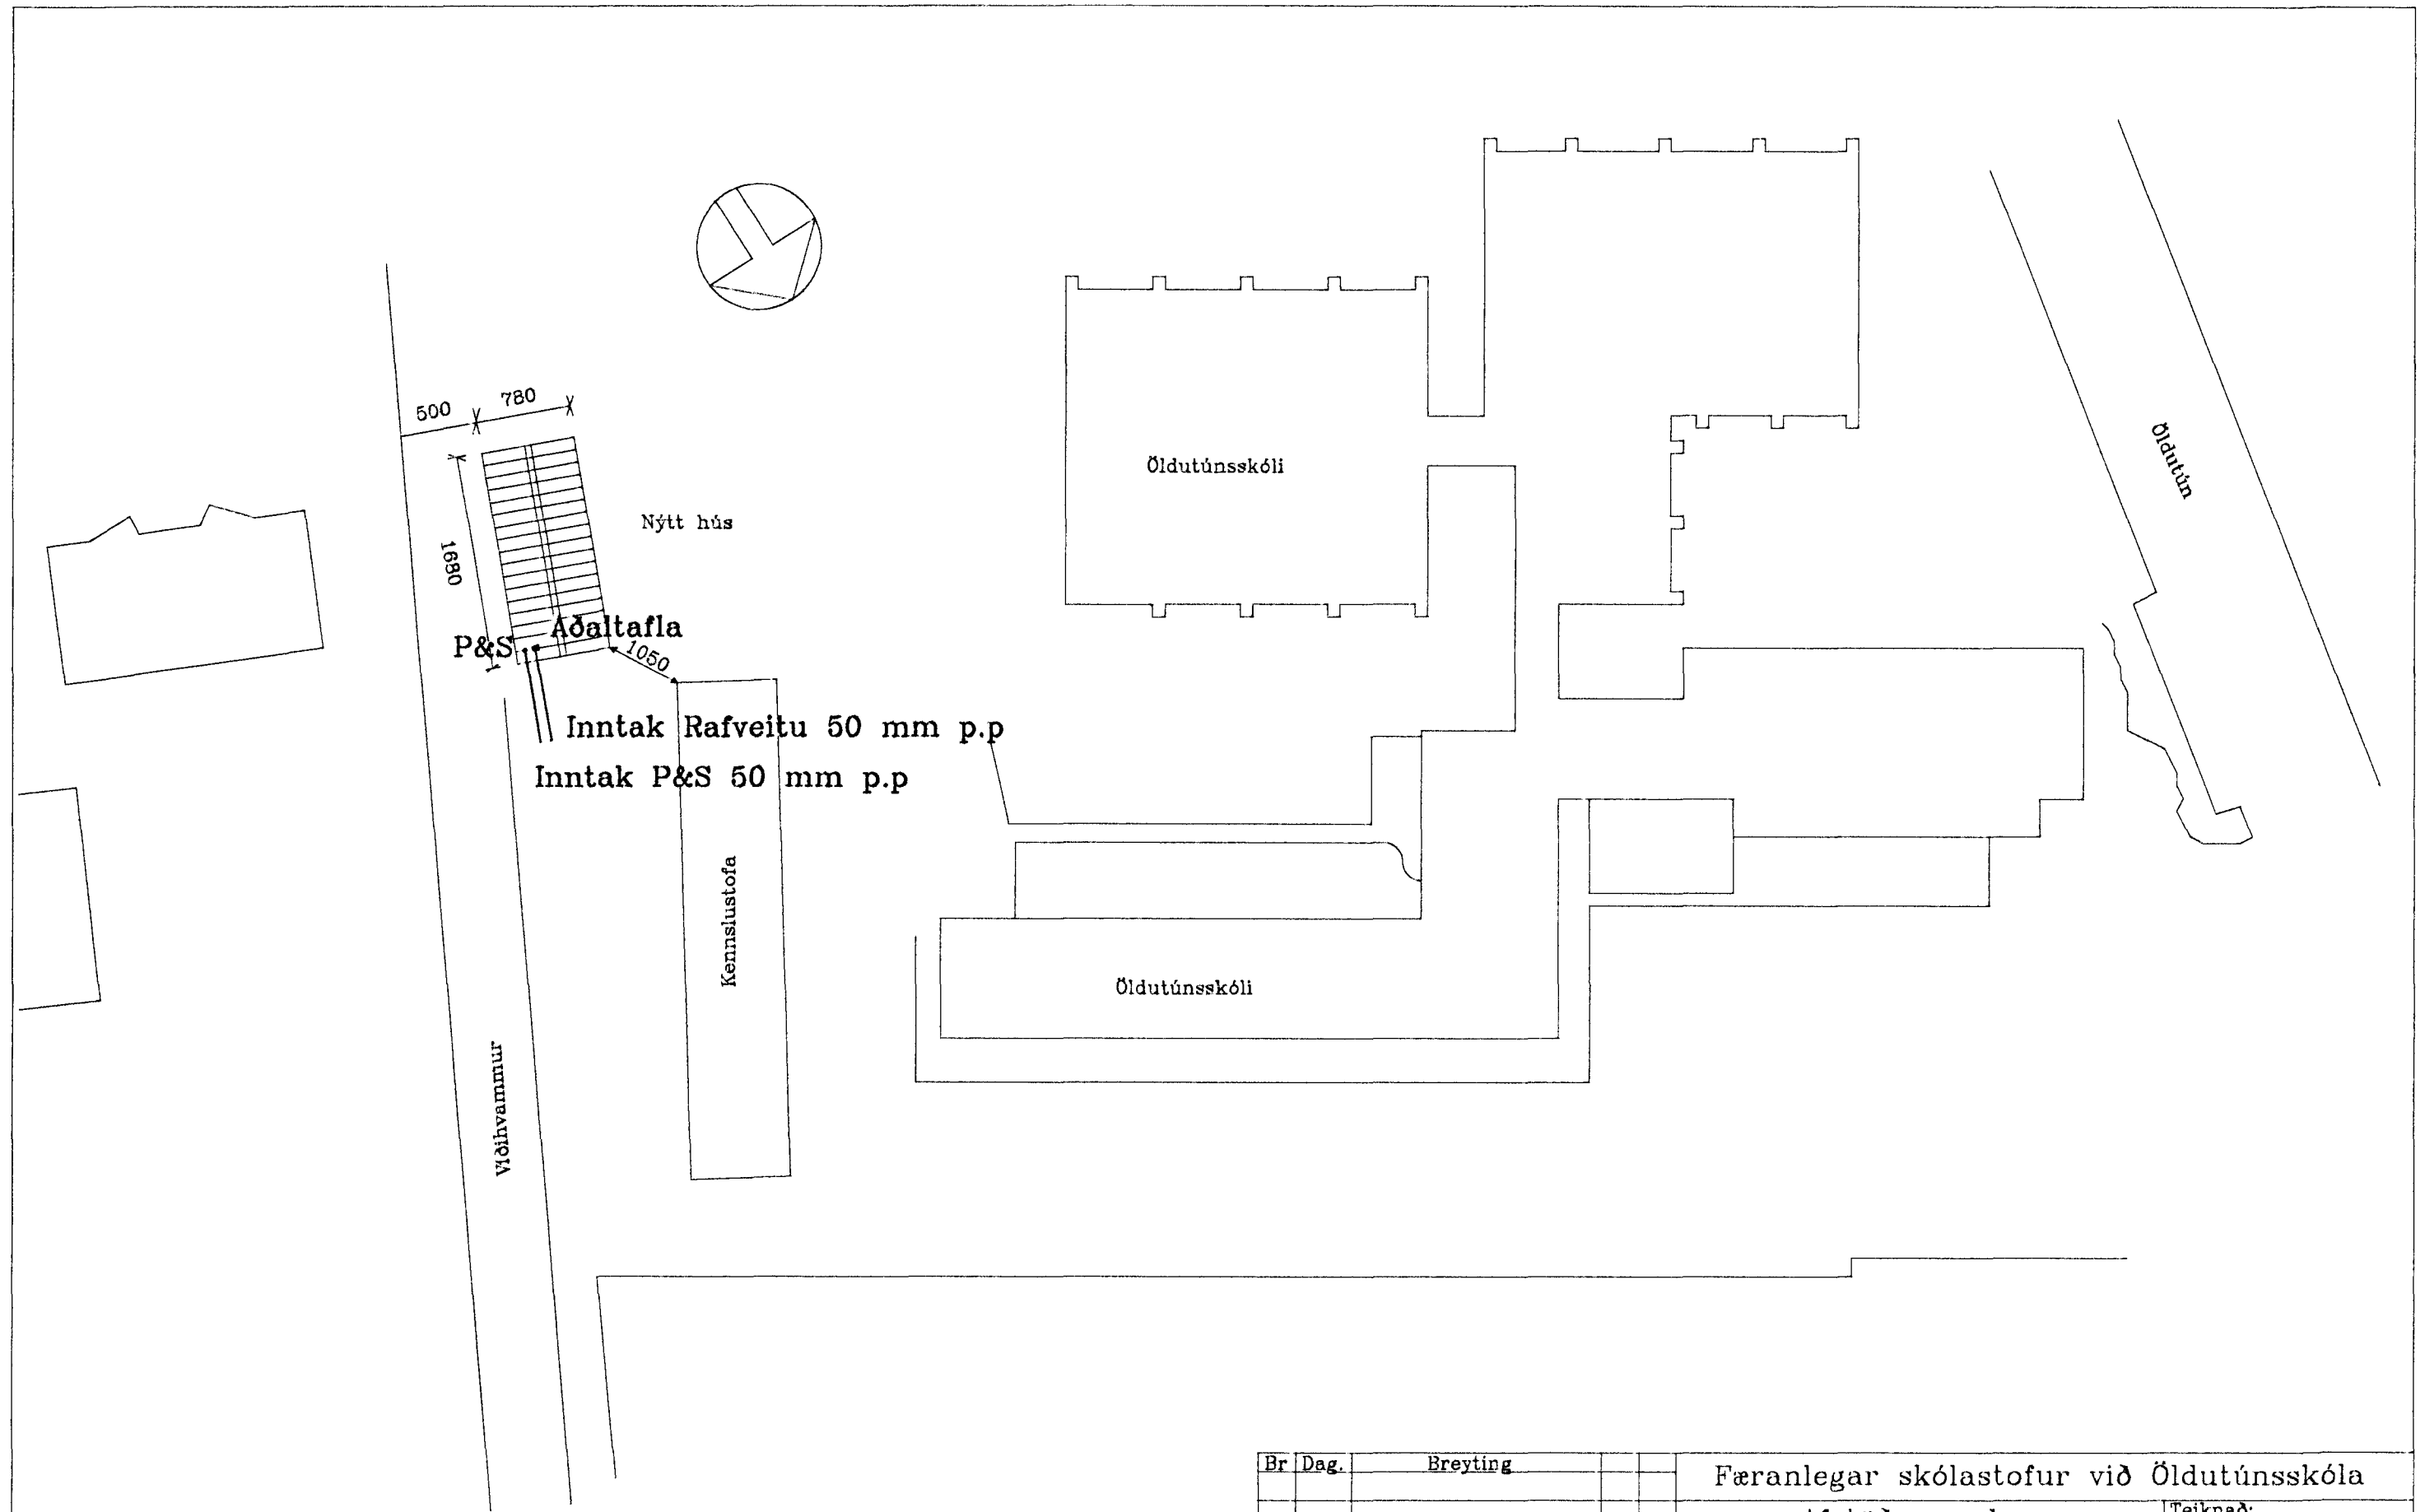 500
780
1680
Nýtt hús
Öldutúnsskóli
Öldutún
Aðaltafla
P&S
1050
Inntak Rafveitu 50 mm p.p
Inntak P&S 50 mm p.p
Kennslustofa
Öldutúnsskóli
Víðihvammur
Br Dag. Breyting
Færanlegar skólastofur við Öldutúnsskóla
Teiknað: